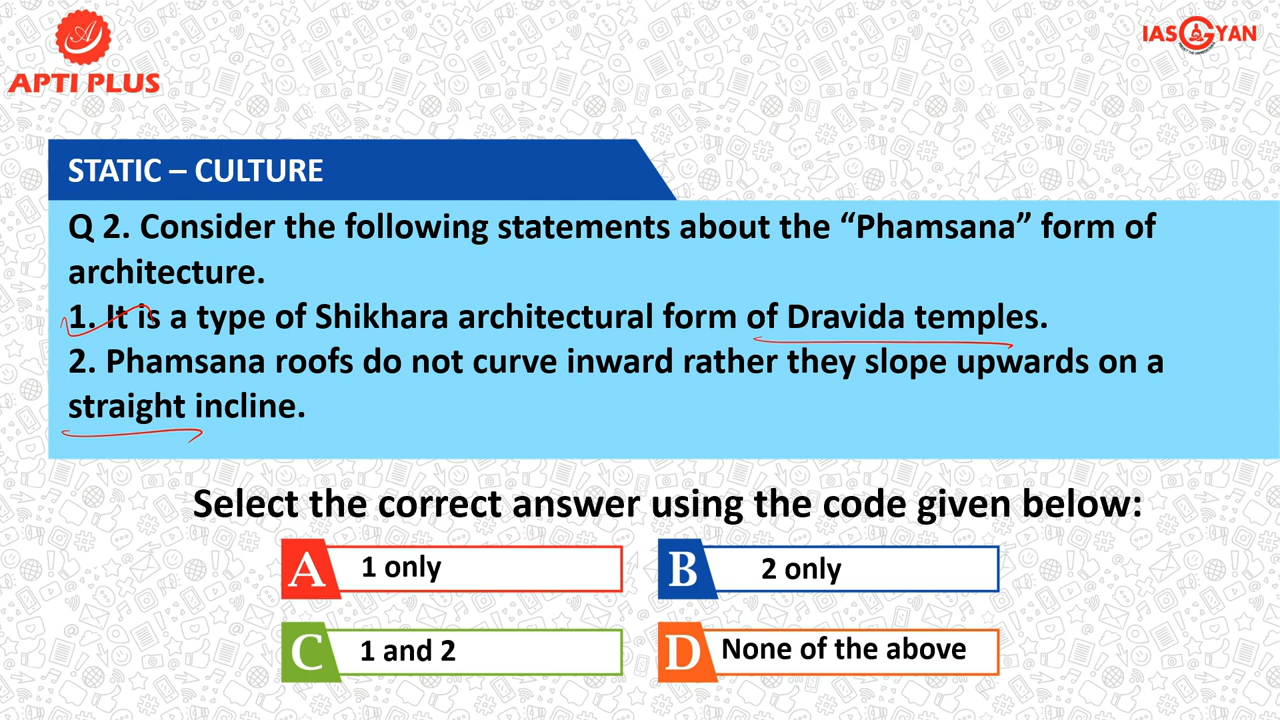 APTI PLUS
IAS GYAN
STATIC – CULTURE
Q 2. Consider the following statements about the “Phamsana” form of
architecture.
1. It is a type of Shikhara architectural form of Dravida temples.
2. Phamsana roofs do not curve inward rather they slope upwards on a
straight incline.
Select the correct answer using the code given below:
A 1 only
B 2 only
C 1 and 2
D None of the above